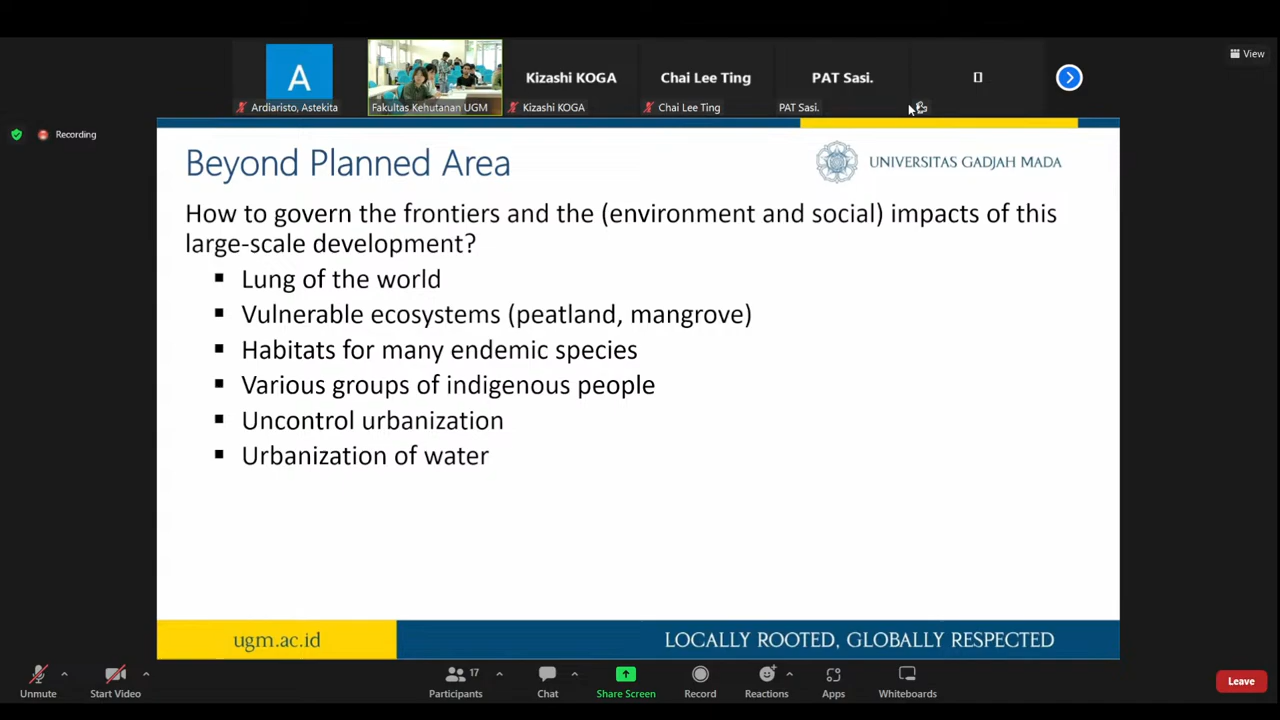 View
A
Kizashi KOGA
Chai Lee Ting
PAT Sasi.
Ardiaristo, Astekita
Fakultas Kehutanan UGM
Kizashi KOGA
Chai Lee Ting
PAT Sasi.
Recording
Beyond Planned Area
UNIVERSITAS GADJAH MADA
How to govern the frontiers and the (environment and social) impacts of this
large-scale development?
▪ Lung of the world
▪ Vulnerable ecosystems (peatland, mangrove)
▪ Habitats for many endemic species
▪ Various groups of indigenous people
▪ Uncontrol urbanization
▪ Urbanization of water
ugm.ac.id
LOCALLY ROOTED, GLOBALLY RESPECTED
17
Unmute
Start Video
Participants
Chat
Share Screen
Record
Reactions
Apps
Whiteboards
Leave